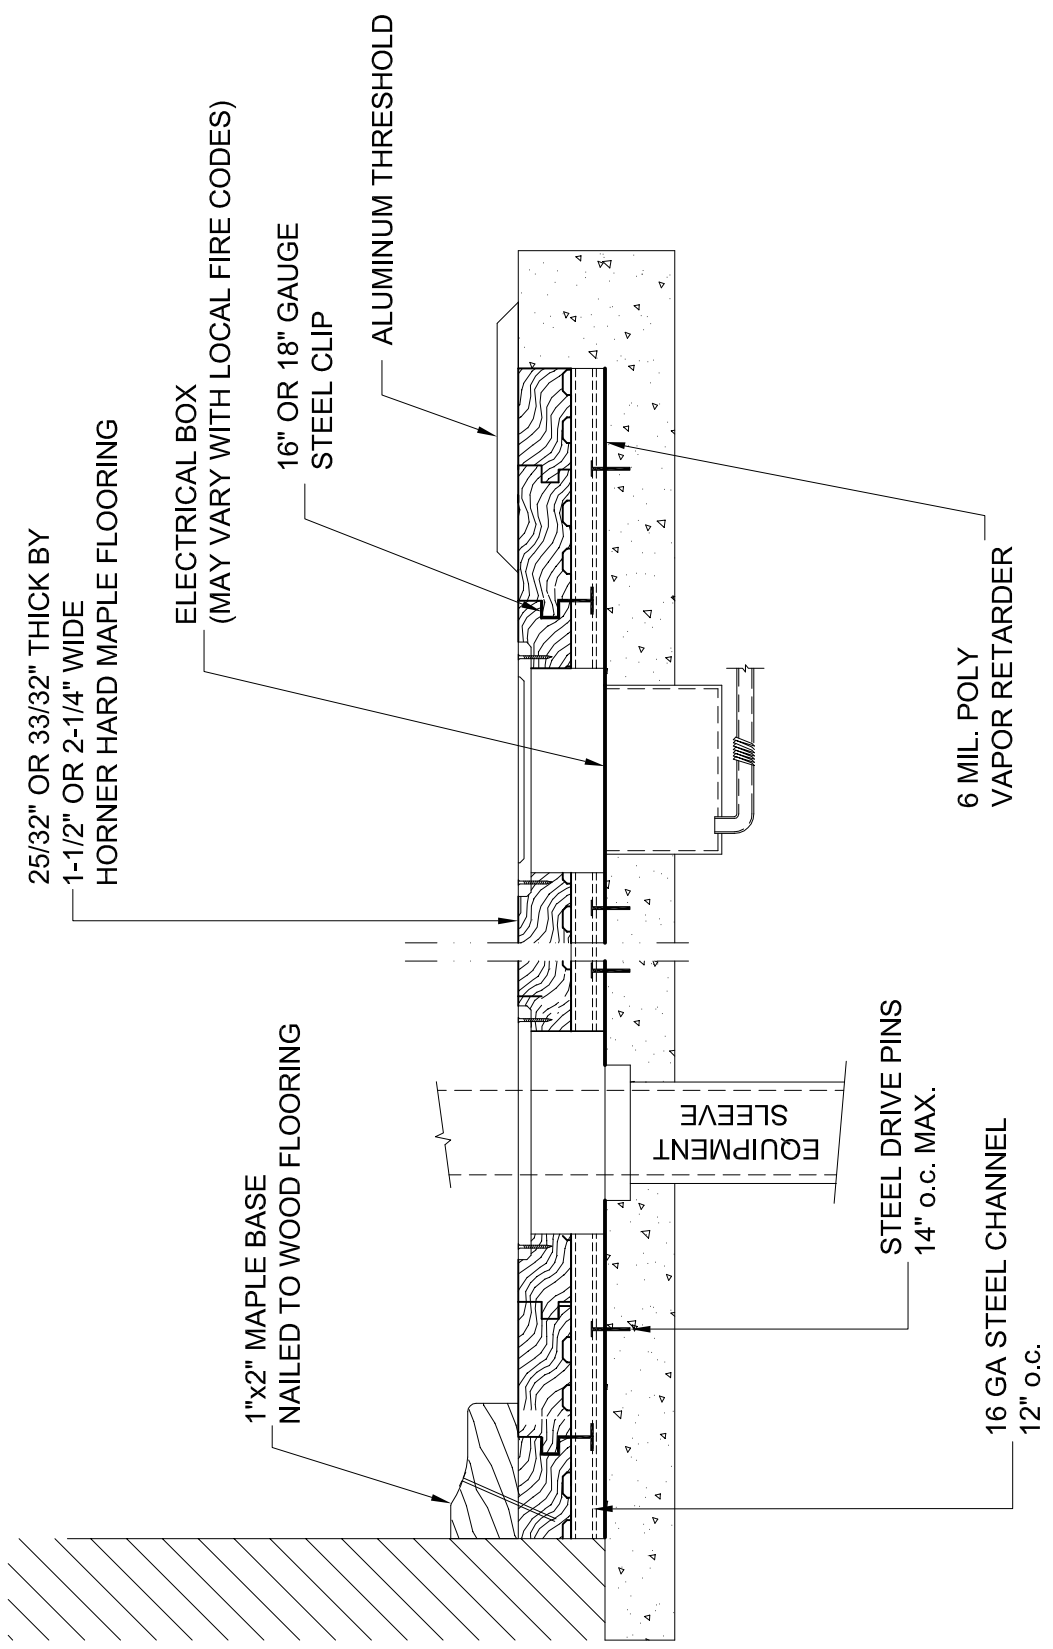 25/32" OR 33/32" THICK BY
1-1/2" OR 2-1/4" WIDE
HORNER HARD MAPLE FLOORING
ELECTRICAL BOX
(MAY VARY WITH LOCAL FIRE CODES)
16" OR 18" GAUGE
STEEL CLIP
ALUMINUM THRESHOLD
1"x2" MAPLE BASE
NAILED TO WOOD FLOORING
EQUIPMENT
SLEEVE
STEEL DRIVE PINS
14" o.c. MAX.
16 GA STEEL CHANNEL
12" o.c.
6 MIL. POLY
VAPOR RETARDER